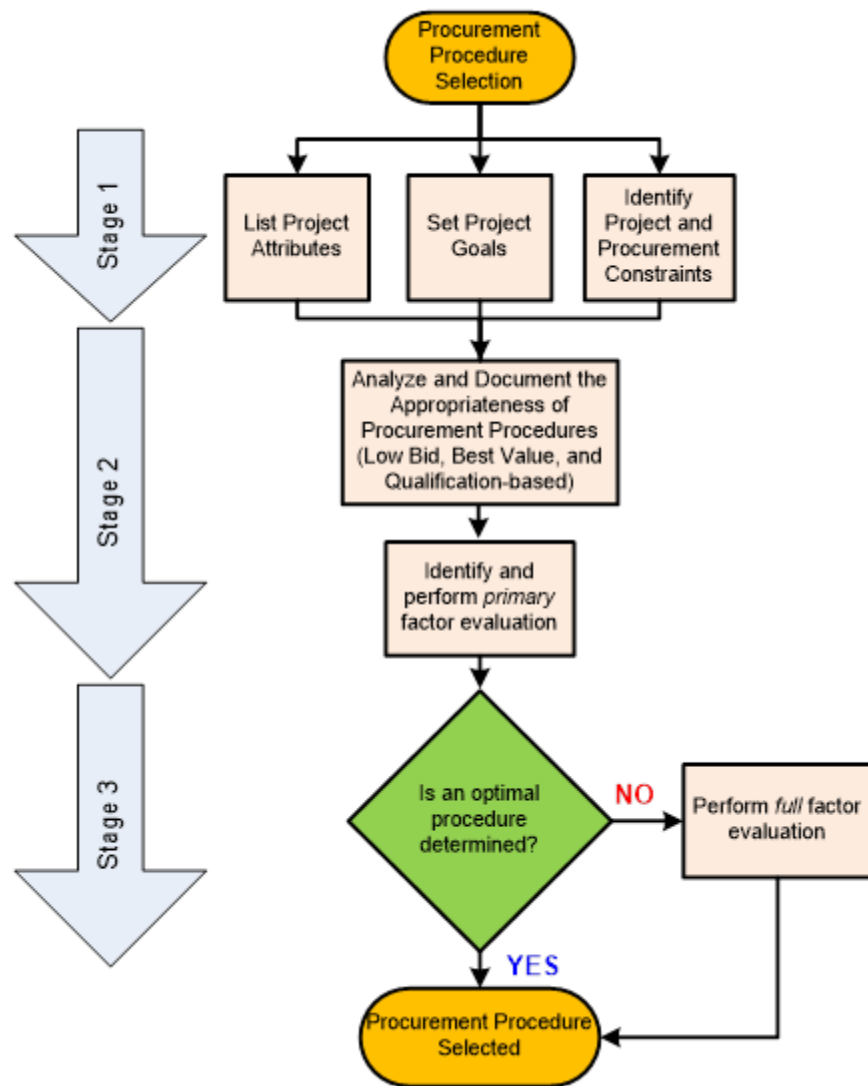 Procurement
Procedure
Selection
Stage 1
List Project
Attributes
Set Project
Goals
Identify
Project and
Procurement
Constraints
Stage 2
Analyze and Document the
Appropriateness of
Procurement Procedures
(Low Bid, Best Value, and
Qualification-based)
Identify and
perform primary
factor evaluation
Stage 3
Is an optimal
procedure
determined?
NO
Perform full factor
evaluation
YES
Procurement Procedure
Selected